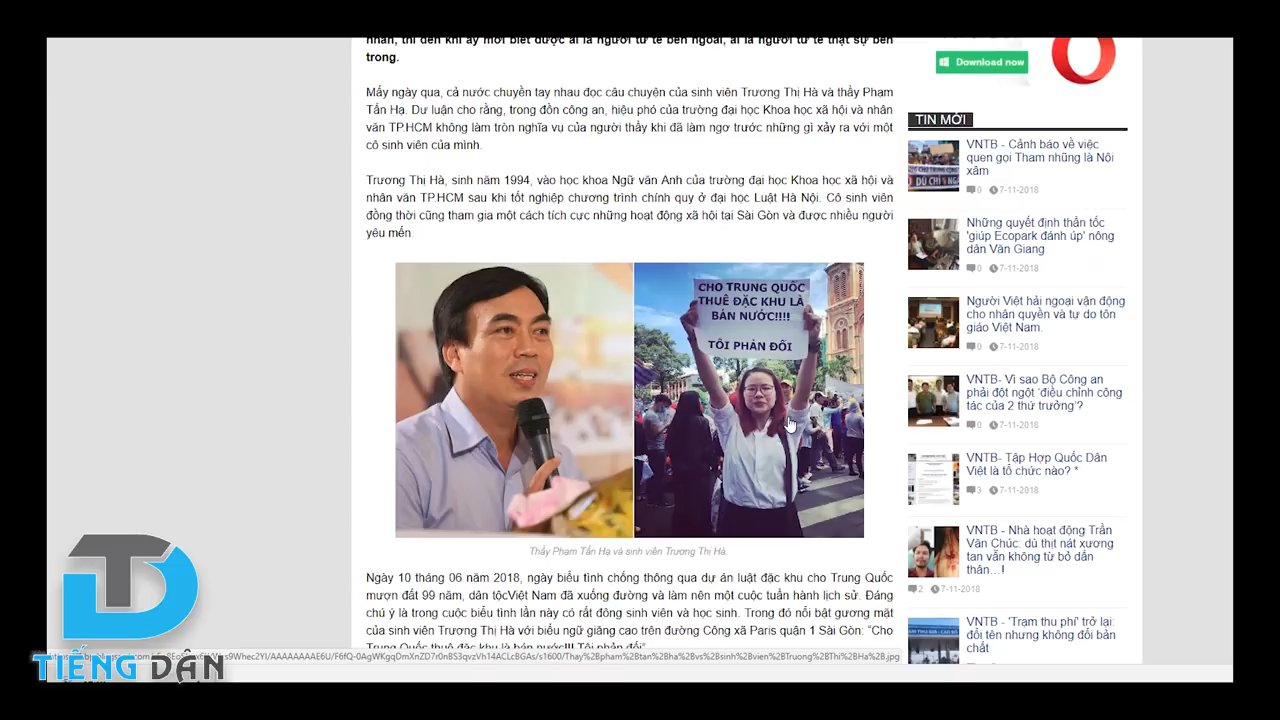 nhân, thì đến khi ấy mới biết được ai là người tử tế bên ngoài, ai là người tử tế thật sự bên
trong.
Mấy ngày qua, cả nước chuyền tay nhau đọc câu chuyện của sinh viên Trương Thị Hà và thầy Phạm
Tấn Hạ. Dư luận cho rằng, trong đồn công an, hiệu phó của trường đại học Khoa học xã hội và nhân
văn TP.HCM không làm tròn nghĩa vụ của người thầy khi đã làm ngơ trước những gì xảy ra với một
cô sinh viên của mình.
Trương Thị Hà, sinh năm 1994, vào học khoa Ngữ văn Anh của trường đại học Khoa học xã hội và
nhân văn TP.HCM sau khi tốt nghiệp chương trình chính quy ở đại học Luật Hà Nội. Cô sinh viên
đồng thời cũng tham gia một cách tích cực những hoạt động xã hội tại Sài Gòn và được nhiều người
yêu mến.
CHO TRUNG QUỐC
THUÊ ĐẶC KHU LÀ
BÁN NƯỚC!!!!
TÔI PHẢN ĐỐI
Thầy Phạm Tấn Hạ và sinh viên Trương Thị Hà.
Ngày 10 tháng 06 năm 2018, ngày biểu tình chống thông qua dự án luật đặc khu cho Trung Quốc
mượn đất 99 năm, dân tộcViệt Nam đã xuống đường và làm nên một cuộc tuần hành lịch sử. Đáng
chú ý là trong cuộc biểu tình lần này có rất đông sinh viên và học sinh. Trong đó nổi bật gương mặt
của sinh viên Trương Thị Hà với biểu ngữ giăng cao trên đường Công xã Paris quận 1 Sài Gòn: “Cho
Trung Quốc thuê đặc khu là bán nước!!! Tôi phản đối”
Download now
TIN MỚI
VNTB - Cảnh báo về việc
quen gọi Tham nhũng là Nội
xâm
0 7-11-2018
Những quyết định thần tốc
'giúp Ecopark đánh úp' nông
dân Văn Giang
0 7-11-2018
Người Việt hải ngoại vận động
cho nhân quyền và tự do tôn
giáo Việt Nam.
0 7-11-2018
VNTB- Vì sao Bộ Công an
phải đột ngột ‘điều chỉnh công
tác của 2 thứ trưởng’?
0 7-11-2018
VNTB- Tập Hợp Quốc Dân
Việt là tổ chức nào? *
3 7-11-2018
VNTB - Nhà hoạt động Trần
Văn Chúc: dù thịt nát xương
tan vẫn không từ bỏ dấn
thân…!
2 7-11-2018
VNTB - 'Trạm thu phí' trở lại:
đổi tên nhưng không đổi bản
chất
TD
TIẾNG DÂN